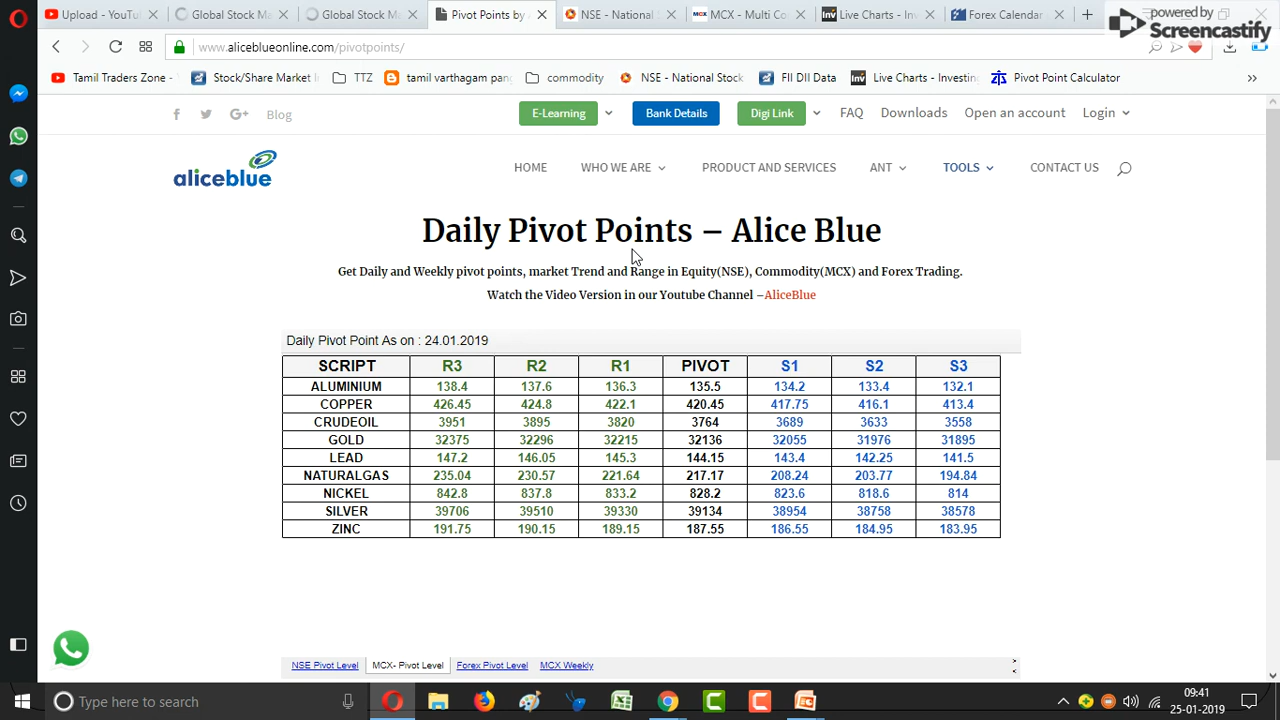 Upload - YouTu
Global Stock Ma
Global Stock Ma
Pivot Points by
NSE - National S
MCX - Multi Co
Live Charts - Inv
Forex Calendar
powered by
Screencastify
www.aliceblueonline.com/pivotpoints/
Tamil Traders Zone -
Stock/Share Market
TTZ
tamil varthagam pan
commodity
NSE - National Stock
FII DII Data
Live Charts - Investin
Pivot Point Calculator
Blog
E-Learning
Bank Details
Digi Link
FAQ
Downloads
Open an account
Login
aliceblue
HOME
WHO WE ARE
PRODUCT AND SERVICES
ANT
TOOLS
CONTACT US
Daily Pivot Points – Alice Blue
Get Daily and Weekly pivot points, market Trend and Range in Equity(NSE), Commodity(MCX) and Forex Trading.
Watch the Video Version in our Youtube Channel –AliceBlue
Daily Pivot Point As on : 24.01.2019
SCRIPT R3 R2 R1 PIVOT S1 S2 S3
ALUMINIUM 138.4 137.6 136.3 135.5 134.2 133.4 132.1
COPPER 426.45 424.8 422.1 420.45 417.75 416.1 413.4
CRUDEOIL 3951 3895 3820 3764 3689 3633 3558
GOLD 32375 32296 32215 32136 32055 31976 31895
LEAD 147.2 146.05 145.3 144.15 143.4 142.25 141.5
NATURALGAS 235.04 230.57 221.64 217.17 208.24 203.77 194.84
NICKEL 842.8 837.8 833.2 828.2 823.6 818.6 814
SILVER 39706 39510 39330 39134 38954 38758 38578
ZINC 191.75 190.15 189.15 187.55 186.55 184.95 183.95
NSE Pivot Level
MCX- Pivot Level
Forex Pivot Level
MCX Weekly
Type here to search
09:41
25-01-2019